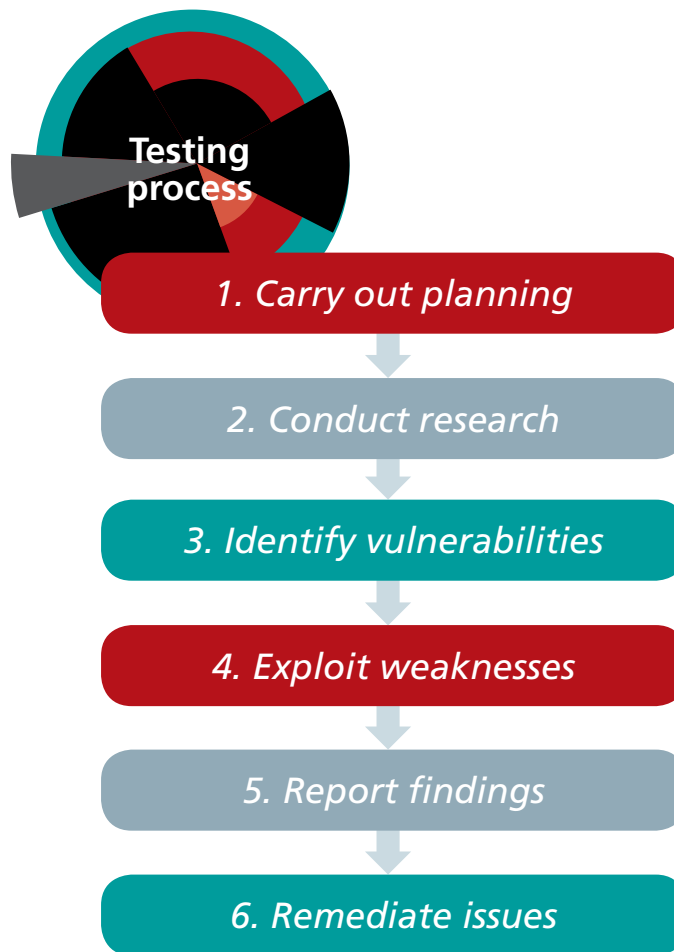 Testing
process
1. Carry out planning
2. Conduct research
3. Identify vulnerabilities
4. Exploit weaknesses
5. Report findings
6. Remediate issues